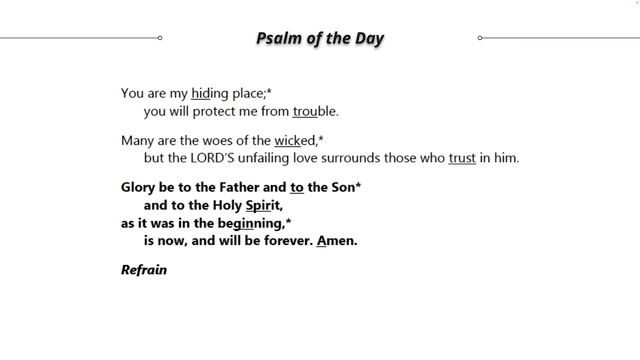 Psalm of the Day
You are my hiding place;*
you will protect me from trouble.
Many are the woes of the wicked,*
but the LORD'S unfailing love surrounds those who trust in him.
Glory be to the Father and to the Son*
and to the Holy Spirit,
as it was in the beginning,*
is now, and will be forever. Amen.
Refrain